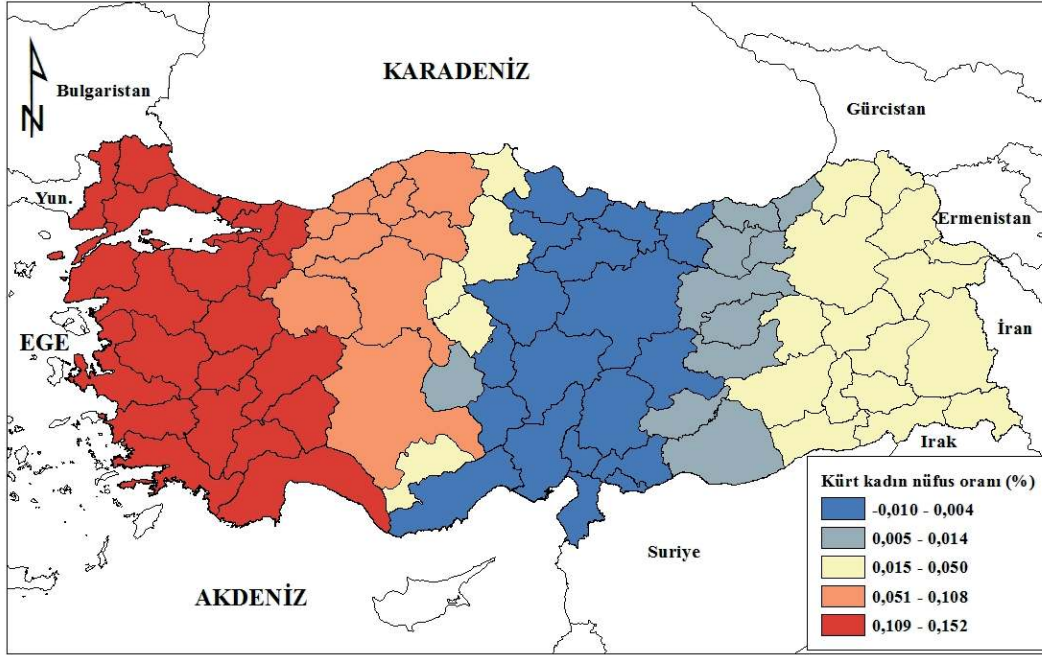 KARADENİZ
Bulgaristan
Gürcistan
N
Yun.
Ermenistan
EGE
İran
Irak
Suriye
AKDENİZ
Kürt kadın nüfus oranı (%)
-0,010 - 0,004
0,005 - 0,014
0,015 - 0,050
0,051 - 0,108
0,109 - 0,152